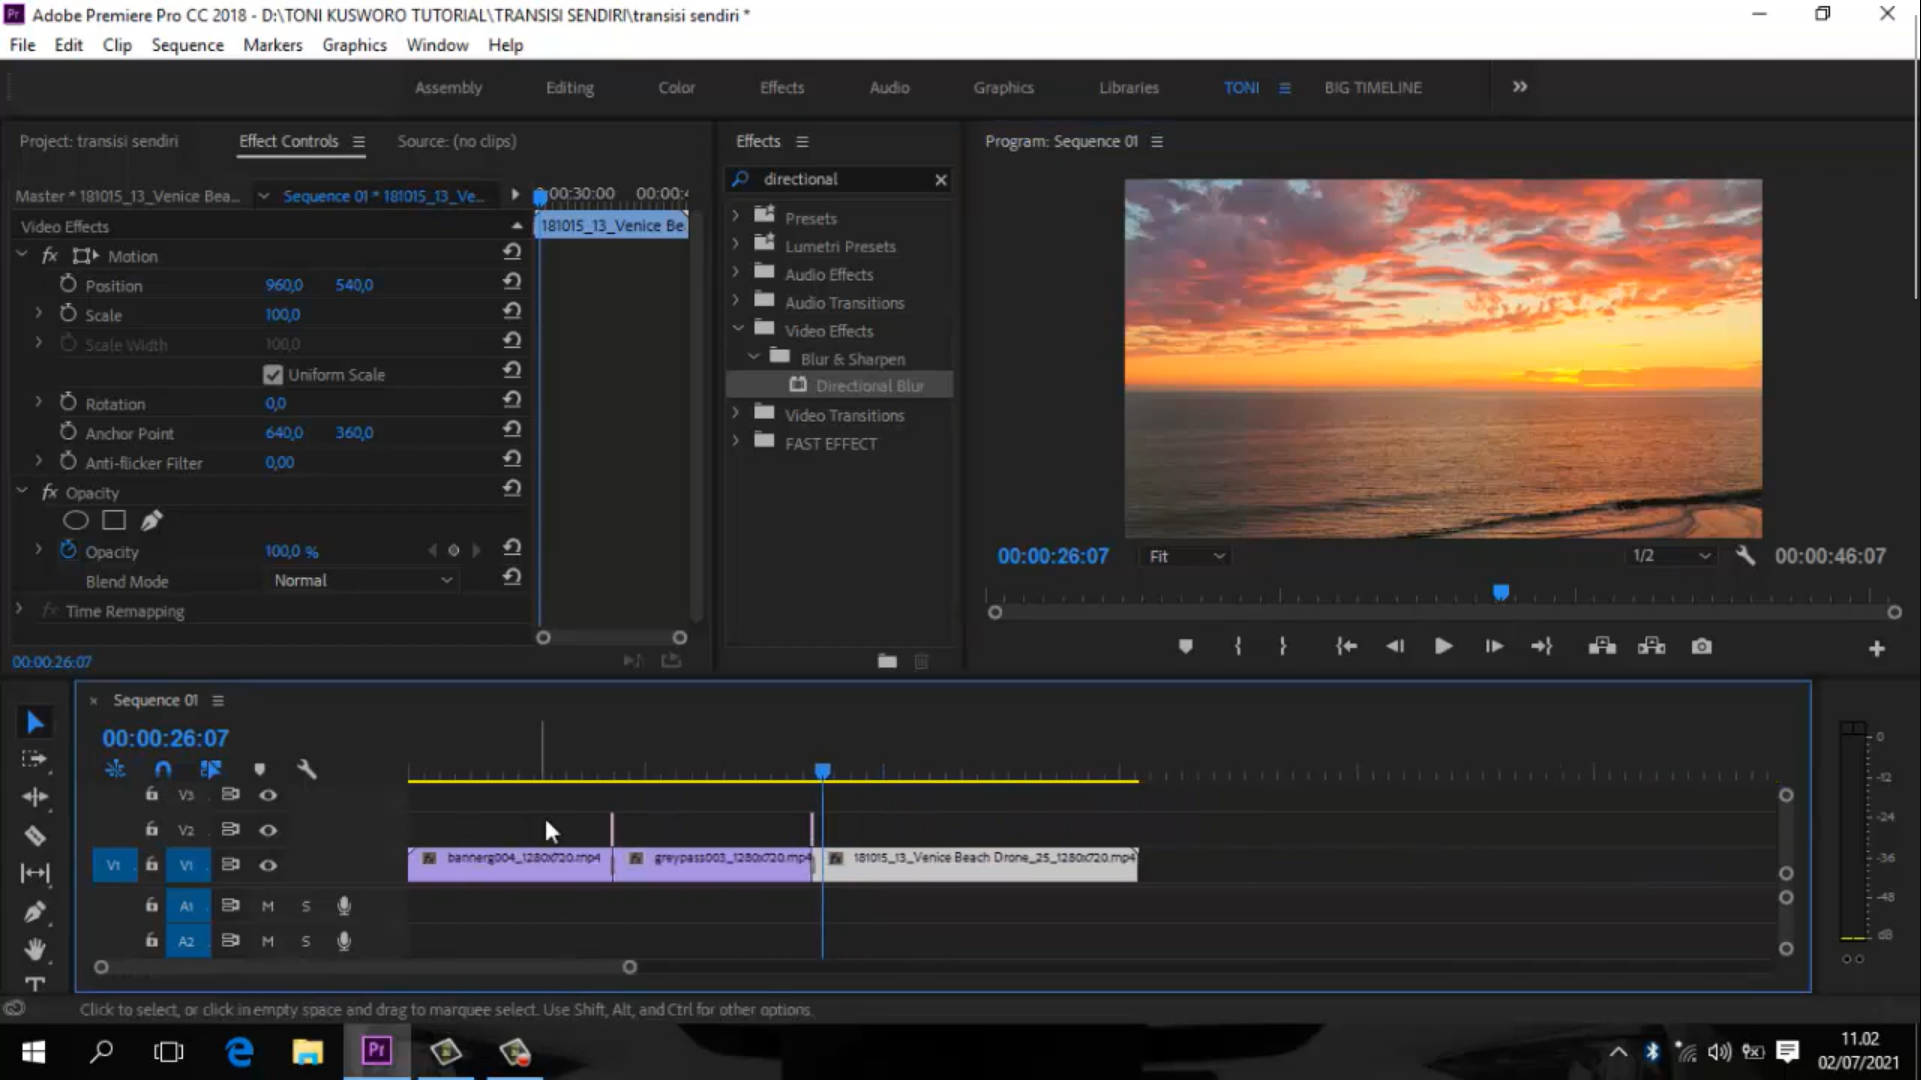 Adobe Premiere Pro CC 2018 - D:\TONI KUSWORO TUTORIAL\TRANSISI SENDIRI\transisi sendiri *
File Edit Clip Sequence Markers Graphics Window Help
Assembly Editing Color Effects Audio Graphics Libraries TONI BIG TIMELINE
Project: transisi sendiri Effect Controls Source: (no clips)
Effects
Program: Sequence 01
directional
Master * 181015_13_Venice Bea... Sequence 01 * 181015_13_Ve...
:00:30:00 00:00:4
Video Effects
181015_13_Venice Be
fx Motion
Position 960,0 540,0
Scale 100,0
Scale Width 100,0
Uniform Scale
Rotation 0,0
Anchor Point 640,0 360,0
Anti-flicker Filter 0,00
fx Opacity
Opacity 100,0 %
Blend Mode Normal
fx Time Remapping
00:00:26:07
Presets
Lumetri Presets
Audio Effects
Audio Transitions
Video Effects
Blur & Sharpen
Directional Blur
Video Transitions
FAST EFFECT
00:00:26:07 Fit 1/2 00:00:46:07
Sequence 01
00:00:26:07
V3
V2
V1 V1
bannerg004_1280x720.mp4 greypass003_1280x720.mp4 181015_13_Venice Beach Drone_25_1280x720.mp4
A1 M S
A2 M S
0
-12
-24
-36
-48
dB
Click to select, or click in empty space and drag to marquee select. Use Shift, Alt, and Ctrl for other options.
11.02
02/07/2021